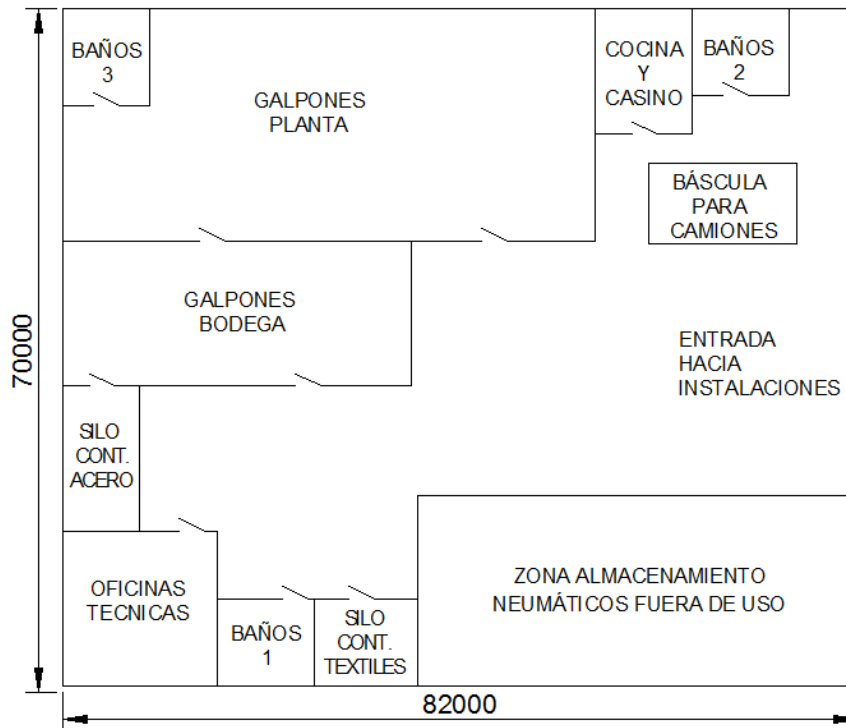 BAÑOS
3
GALPONES
PLANTA
COCINA
Y
CASINO
BAÑOS
2
BÁSCULA
PARA
CAMIONES
GALPONES
BODEGA
ENTRADA
HACIA
INSTALACIONES
70000
SILO
CONT.
ACERO
OFICINAS
TECNICAS
BAÑOS
1
SILO
CONT.
TEXTILES
ZONA ALMACENAMIENTO
NEUMÁTICOS FUERA DE USO
82000